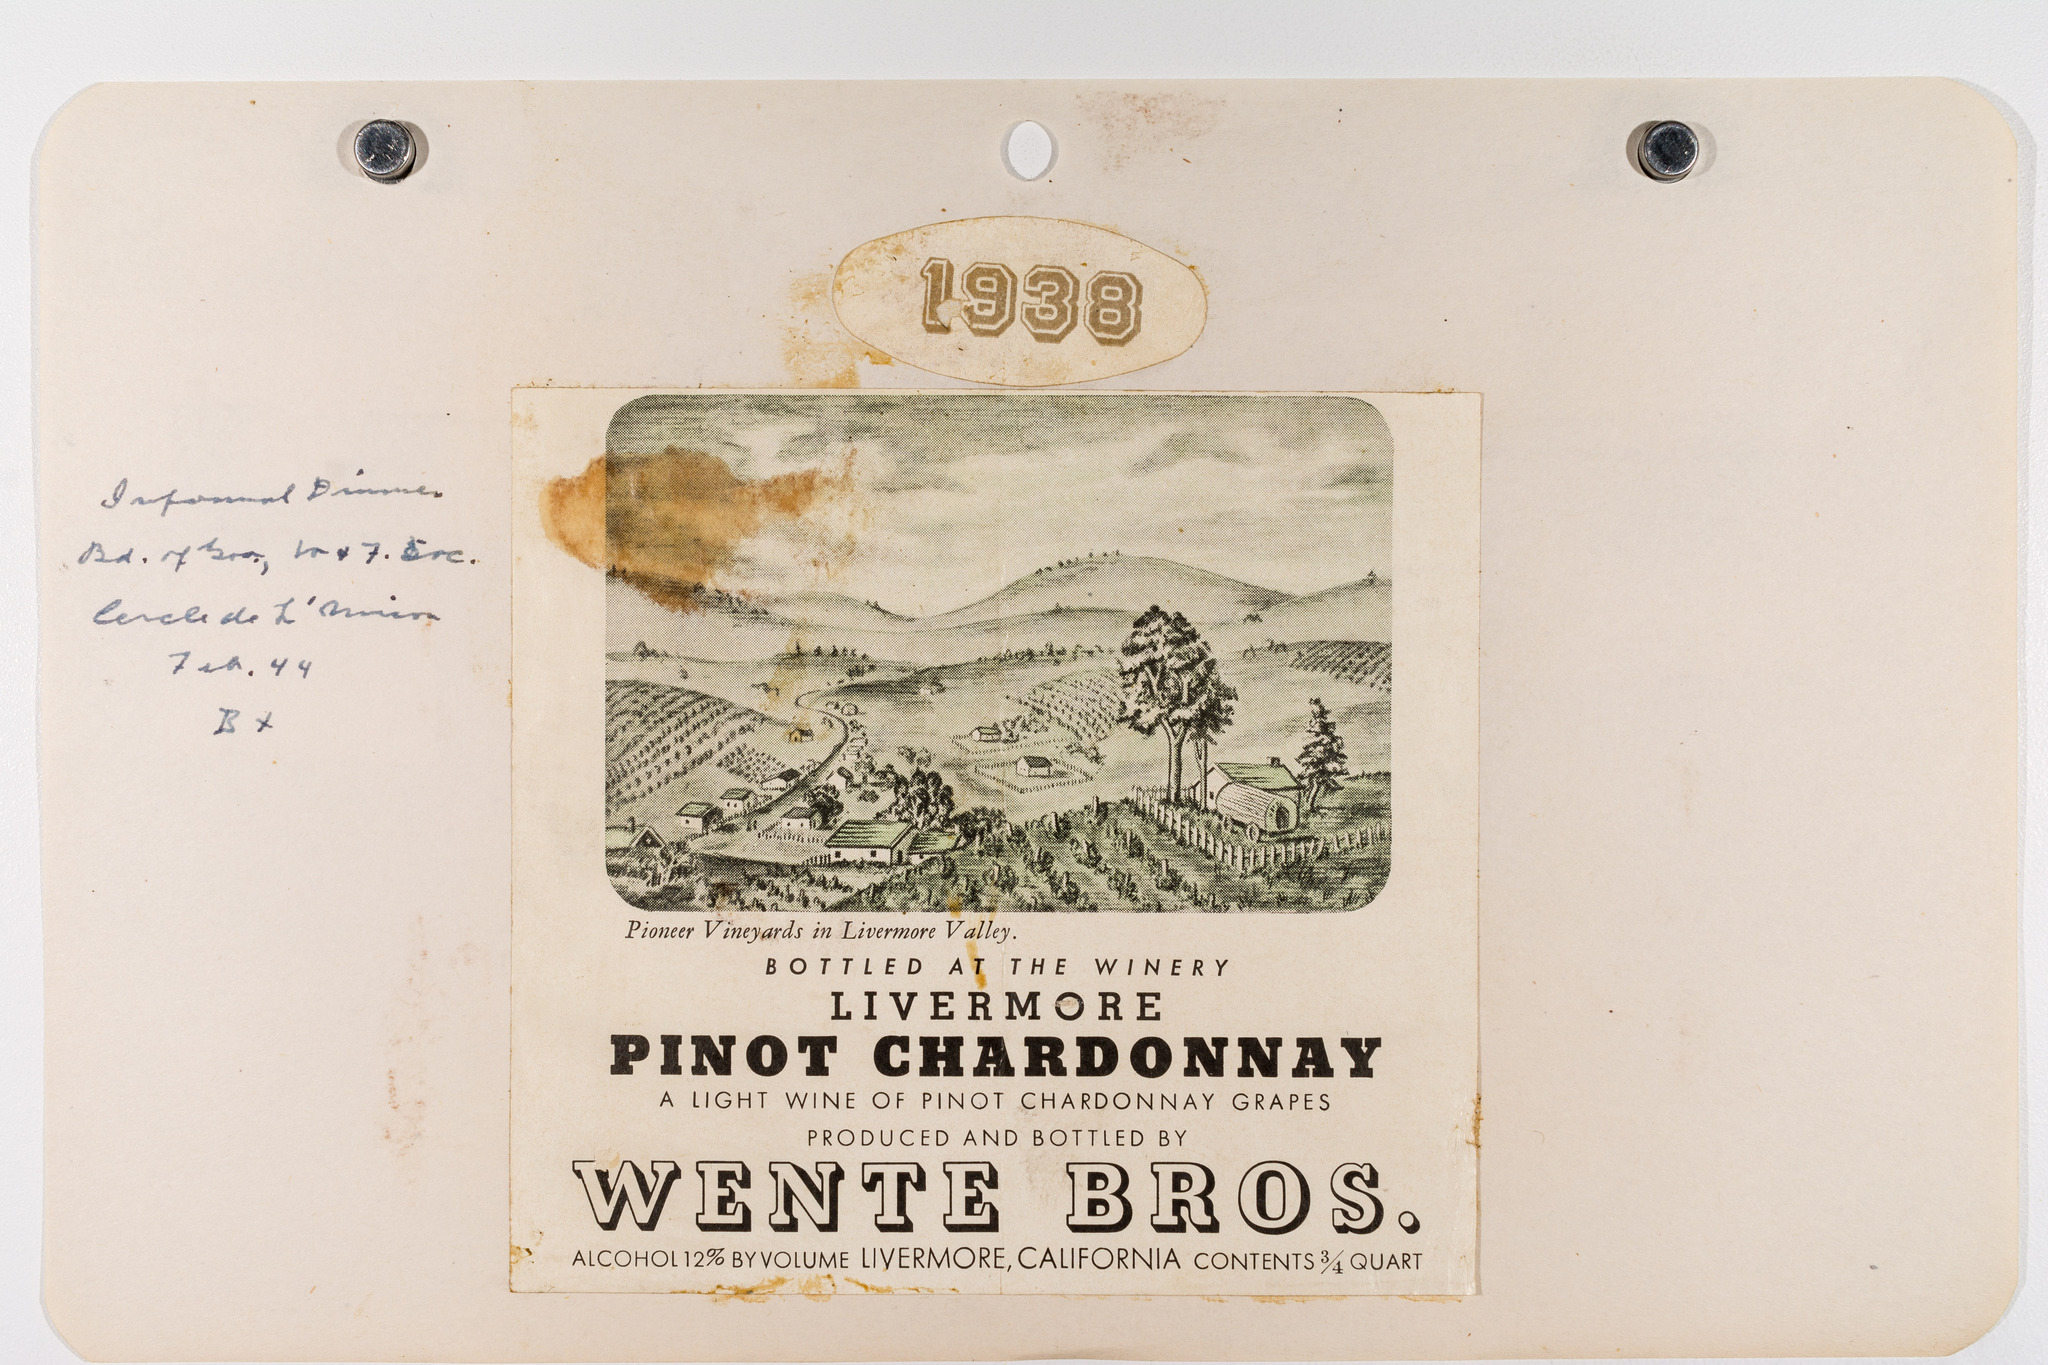 1938
Informal Dinner
Bd. of Gov., W & F. Soc.
Cercle de L'Union
Feb. 44
B +
Pioneer Vineyards in Livermore Valley.
BOTTLED AT THE WINERY
LIVERMORE
PINOT CHARDONNAY
A LIGHT WINE OF PINOT CHARDONNAY GRAPES
PRODUCED AND BOTTLED BY
WENTE BROS.
ALCOHOL 12% BY VOLUME LIVERMORE, CALIFORNIA CONTENTS 3/4 QUART